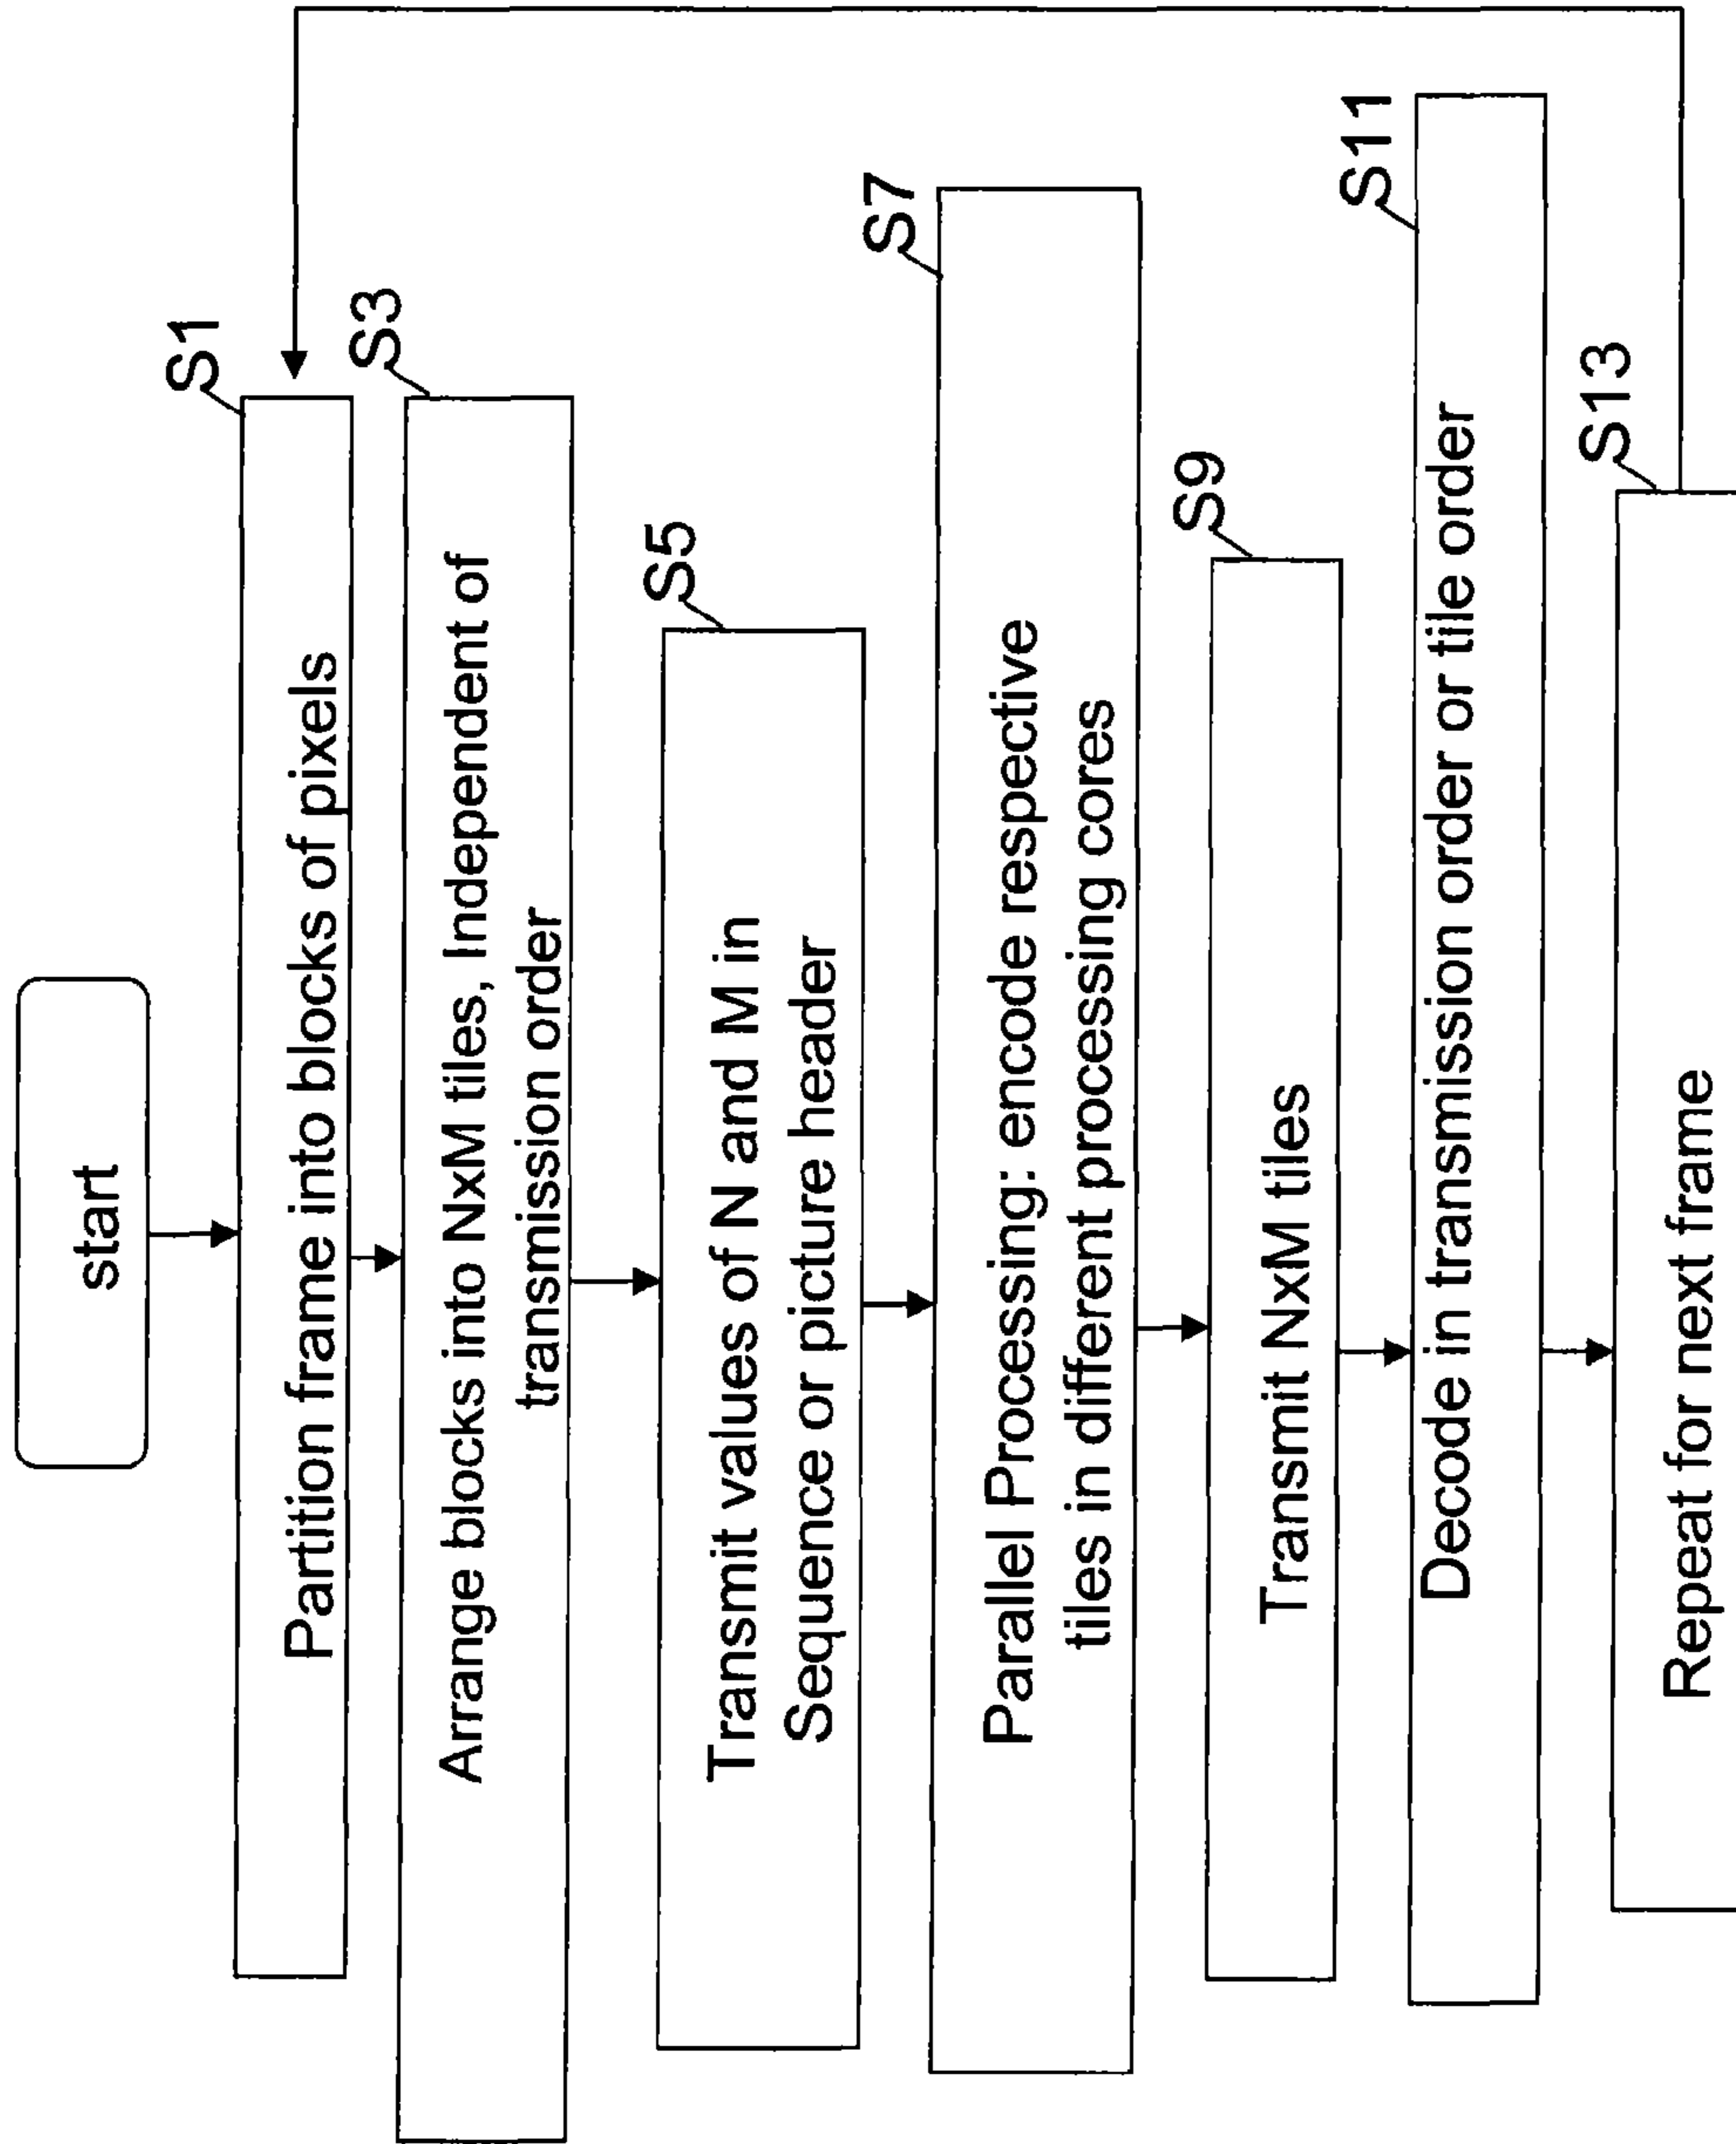 start
S1
Partition frame into blocks of pixels
S3
Arrange blocks into NxM tiles, Independent of
transmission order
S5
Transmit values of N and M in
Sequence or picture header
S7
Parallel Processing: encode respective
tiles in different processing cores
S9
Transmit NxM tiles
S11
Decode in transmission order or tile order
S13
Repeat for next frame